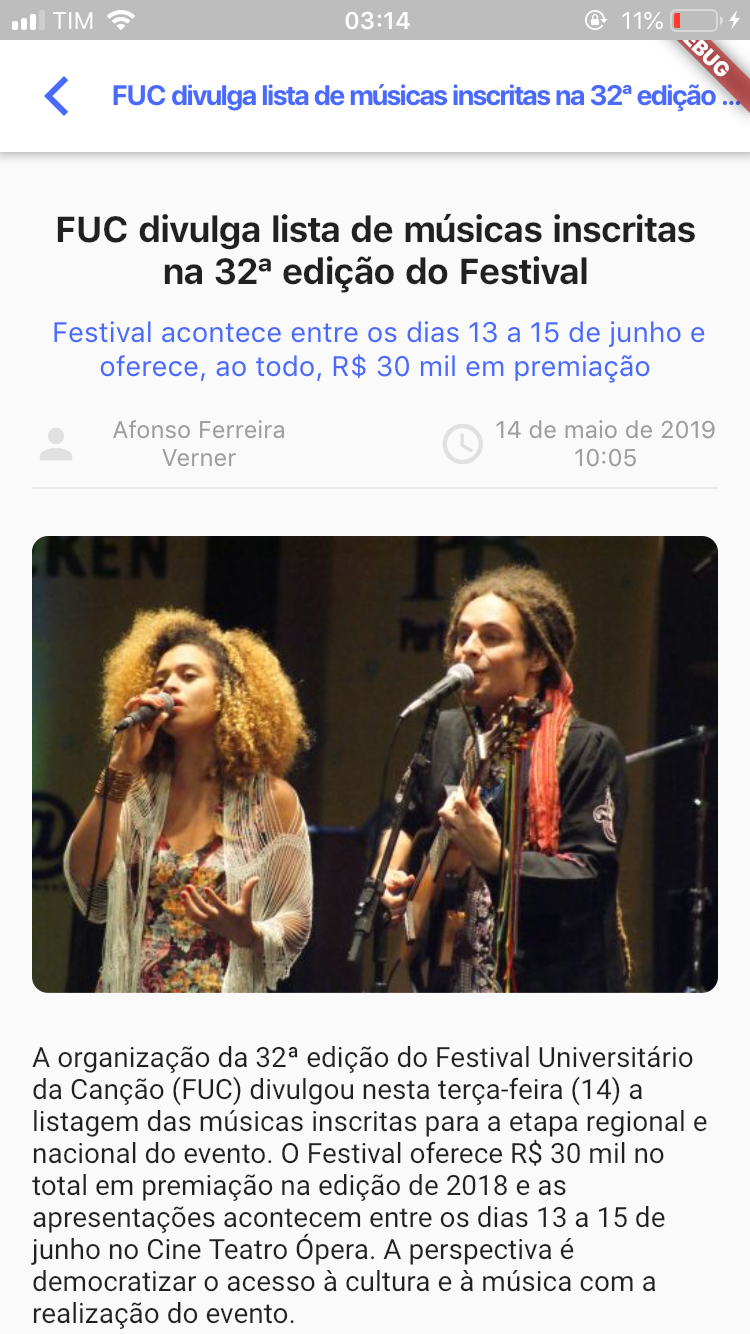 TIM 03:14 11%
FUC divulga lista de músicas inscritas na 32ª edição ...
FUC divulga lista de músicas inscritas
na 32ª edição do Festival
Festival acontece entre os dias 13 a 15 de junho e
oferece, ao todo, R$ 30 mil em premiação
Afonso Ferreira
Verner
14 de maio de 2019
10:05
A organização da 32ª edição do Festival Universitário
da Canção (FUC) divulgou nesta terça-feira (14) a
listagem das músicas inscritas para a etapa regional e
nacional do evento. O Festival oferece R$ 30 mil no
total em premiação na edição de 2018 e as
apresentações acontecem entre os dias 13 a 15 de
junho no Cine Teatro Ópera. A perspectiva é
democratizar o acesso à cultura e à música com a
realização do evento.